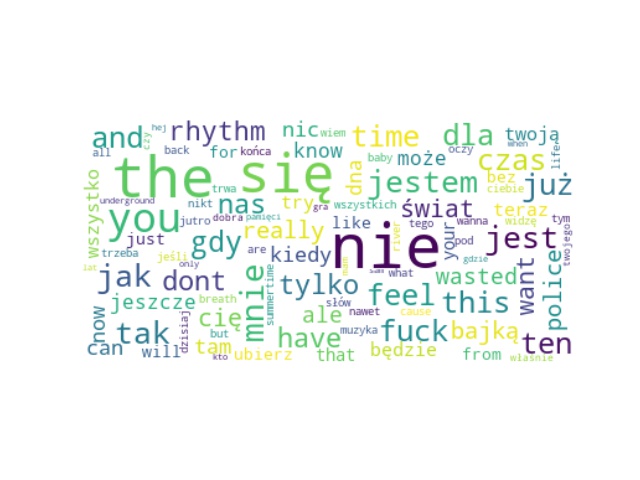 and czy hej rhythm nic wiem time dla twoją
all back for końca know baby może oczy czas when life
the się trwa dna jestem bez ciebie już
wszystko underground nikt nas try gra wszystkich świat teraz
you jutro dobra pamięci really like nie river tego your wanna pod jest tym twojego
just gdy are kiedy widzę
trzeba jeśli gdzie
lat jak only dont mnie summertime tylko mam sam what wasted want police
jeszcze breath słów feel this
now tak cię ale nawet cause
dzisiaj but have muzyka fuck bajką ten
can will tam kto ubierz that będzie from właśnie